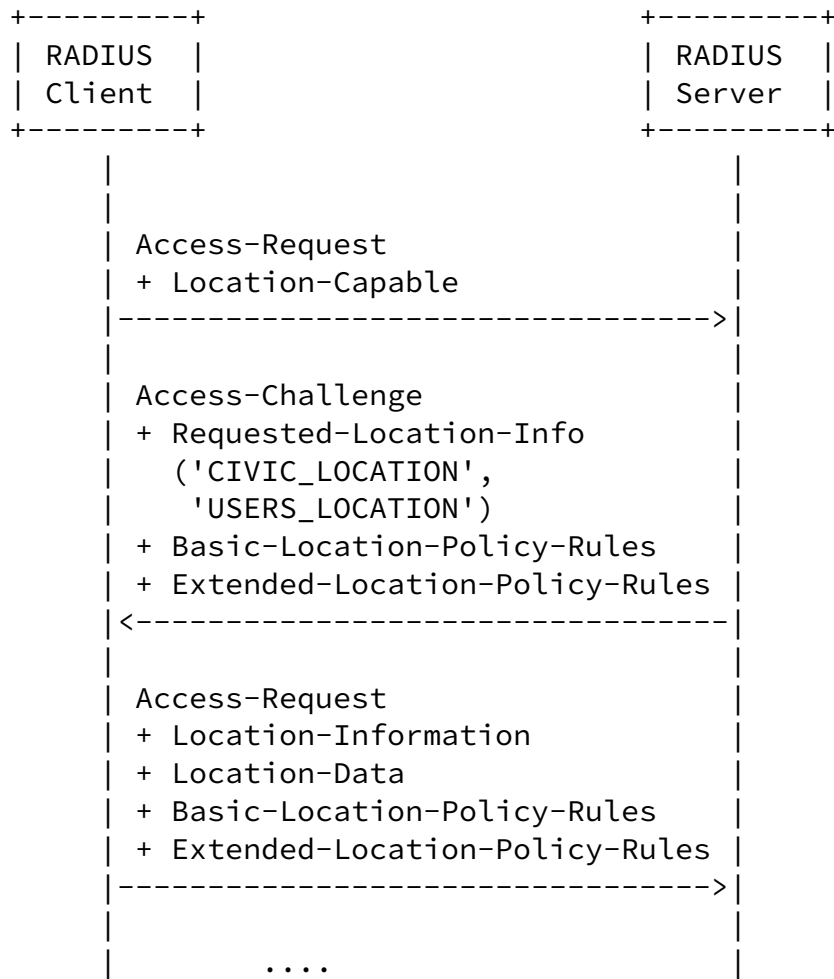 +---------+                        +---------+
| RADIUS  |                        | RADIUS  |
| Client  |                        | Server  |
+---------+                        +---------+
     |                                  |
     |                                  |
     | Access-Request                   |
     | + Location-Capable               |
     |--------------------------------->|
     |                                  |
     | Access-Challenge                 |
     | + Requested-Location-Info        |
     |   ('CIVIC_LOCATION',             |
     |    'USERS_LOCATION')             |
     | + Basic-Location-Policy-Rules    |
     | + Extended-Location-Policy-Rules |
     |<---------------------------------|
     |                                  |
     | Access-Request                   |
     | + Location-Information           |
     | + Location-Data                  |
     | + Basic-Location-Policy-Rules    |
     | + Extended-Location-Policy-Rules |
     |--------------------------------->|
     |                                  |
     |        ....                      |